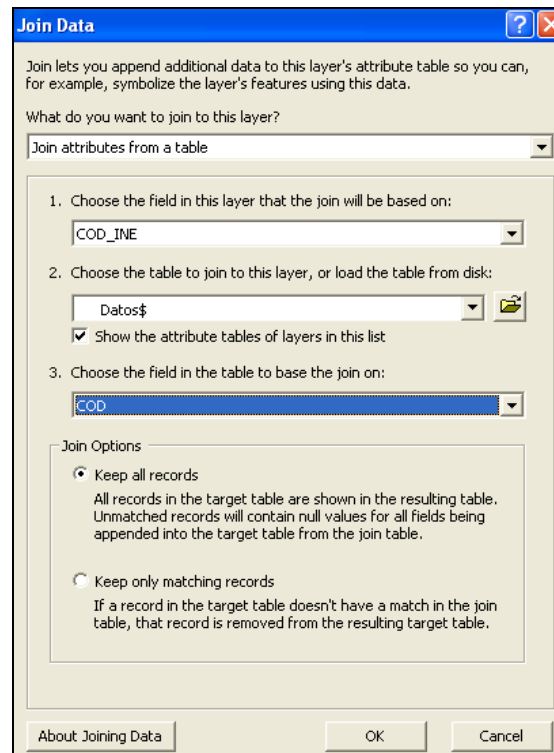 Join Data
Join lets you append additional data to this layer's attribute table so you can,
for example, symbolize the layer's features using this data.
What do you want to join to this layer?
Join attributes from a table
1. Choose the field in this layer that the join will be based on:
COD_INE
2. Choose the table to join to this layer, or load the table from disk:
Datos$
Show the attribute tables of layers in this list
3. Choose the field in the table to base the join on:
COD
Join Options
Keep all records
All records in the target table are shown in the resulting table.
Unmatched records will contain null values for all fields being
appended into the target table from the join table.
Keep only matching records
If a record in the target table doesn't have a match in the join
table, that record is removed from the resulting target table.
About Joining Data
OK
Cancel